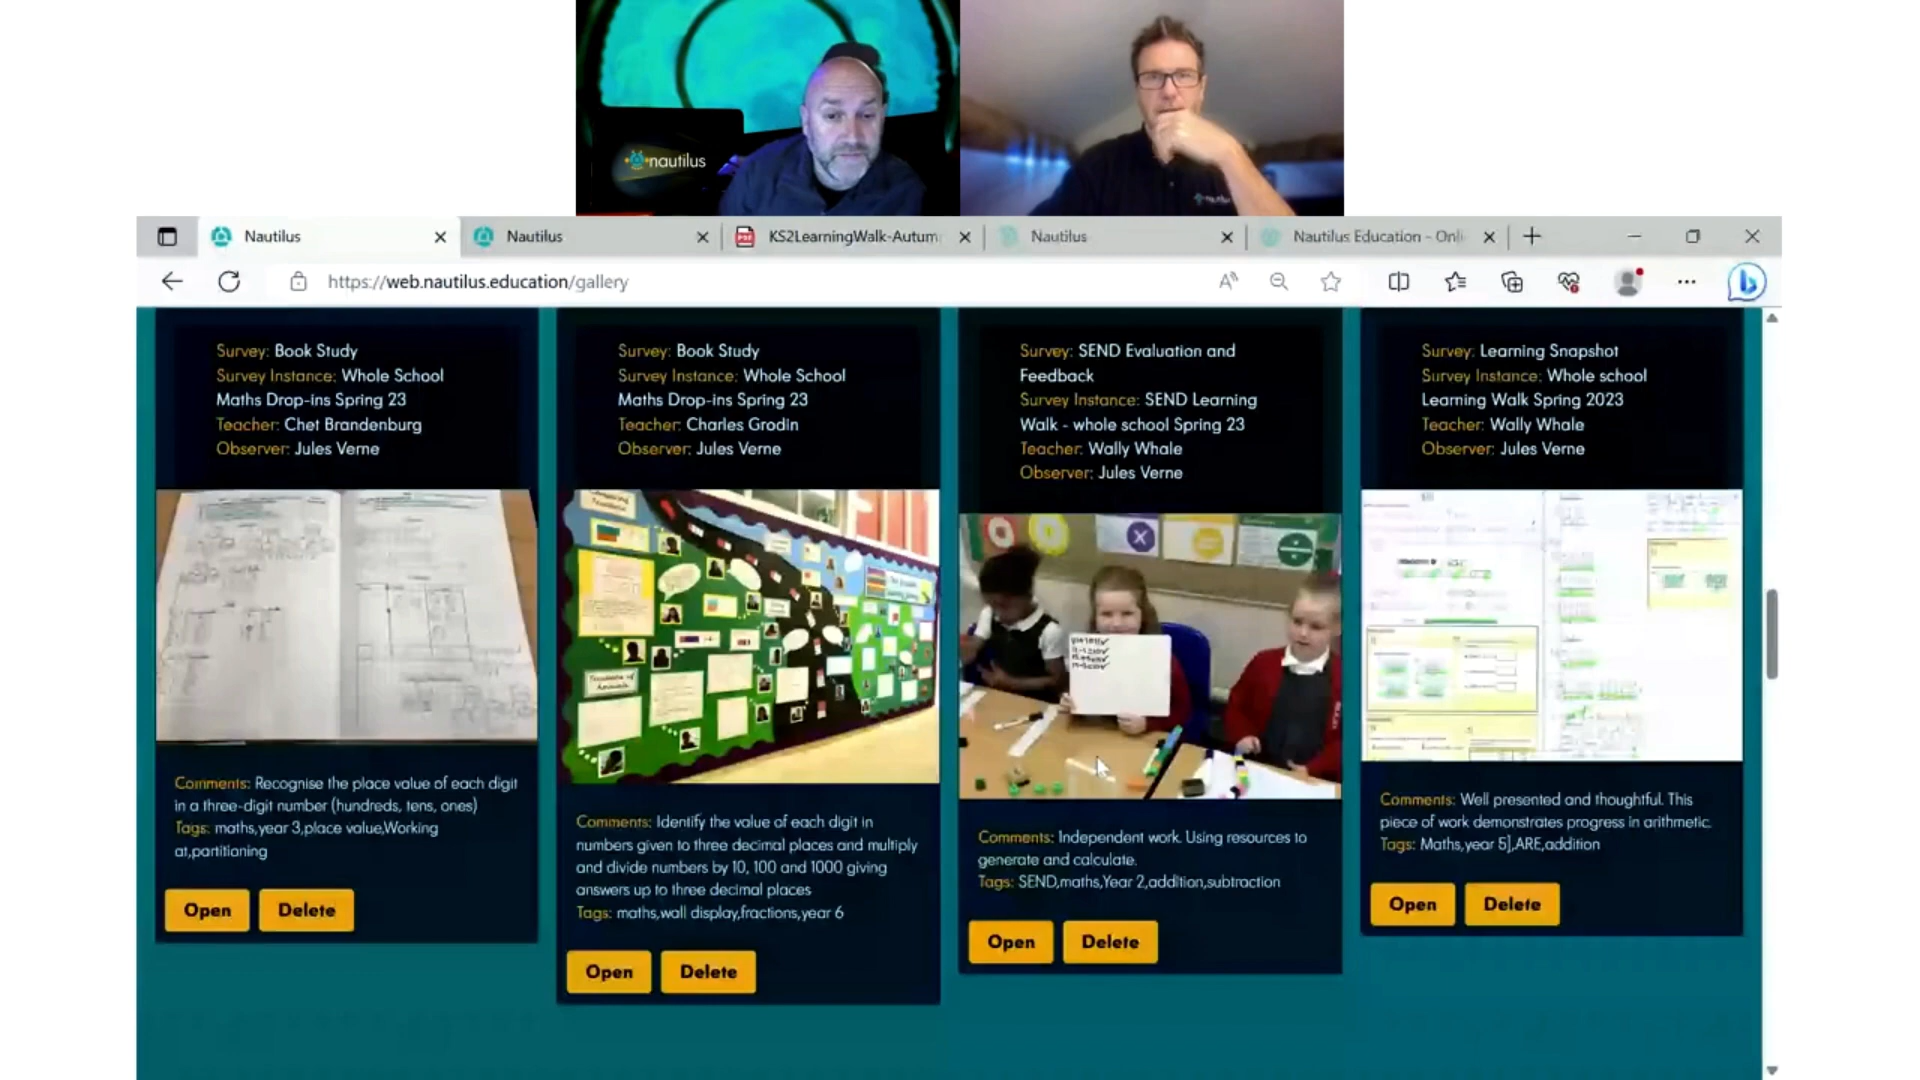 nautilus
Nautilus
Nautilus
KS2LearningWalk-Autum
Nautilus
Nautilus Education - Onli
https://web.nautilus.education/gallery
Survey: Book Study
Survey Instance: Whole School
Maths Drop-ins Spring 23
Teacher: Chet Brandenburg
Observer: Jules Verne
Comments: Recognise the place value of each digit
in a three-digit number (hundreds, tens, ones)
Tags: maths,year 3,place value,Working
at,partitioning
Open
Delete
Survey: Book Study
Survey Instance: Whole School
Maths Drop-ins Spring 23
Teacher: Charles Grodin
Observer: Jules Verne
Comments: Identify the value of each digit in
numbers given to three decimal places and multiply
and divide numbers by 10, 100 and 1000 giving
answers up to three decimal places
Tags: maths,wall display,fractions,year 6
Open
Delete
Survey: SEND Evaluation and
Feedback
Survey Instance: SEND Learning
Walk - whole school Spring 23
Teacher: Wally Whale
Observer: Jules Verne
Comments: Independent work. Using resources to
generate and calculate.
Tags: SEND,maths,Year 2,addition,subtraction
Open
Delete
Survey: Learning Snapshot
Survey Instance: Whole school
Learning Walk Spring 2023
Teacher: Wally Whale
Observer: Jules Verne
Comments: Well presented and thoughtful. This
piece of work demonstrates progress in arithmetic.
Tags: Maths,year 5],ARE,addition
Open
Delete